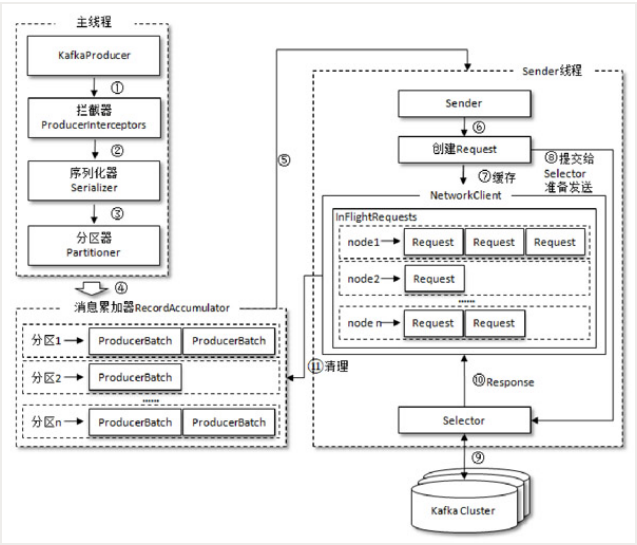 主线程
KafkaProducer
①
拦截器
ProducerInterceptors
②
序列化器
Serializer
③
分区器
Partitioner
④
消息累加器RecordAccumulator
分区1
ProducerBatch
ProducerBatch
分区2
ProducerBatch
......
分区n
ProducerBatch
ProducerBatch
⑤
Sender线程
Sender
⑥
创建Request
⑦缓存
⑧提交给
Selector
准备发送
NetworkClient
InFlightRequests
node1
Request
Request
Request
node2
Request
......
node n
Request
Request
⑪清理
⑩Response
Selector
⑨
Kafka Cluster